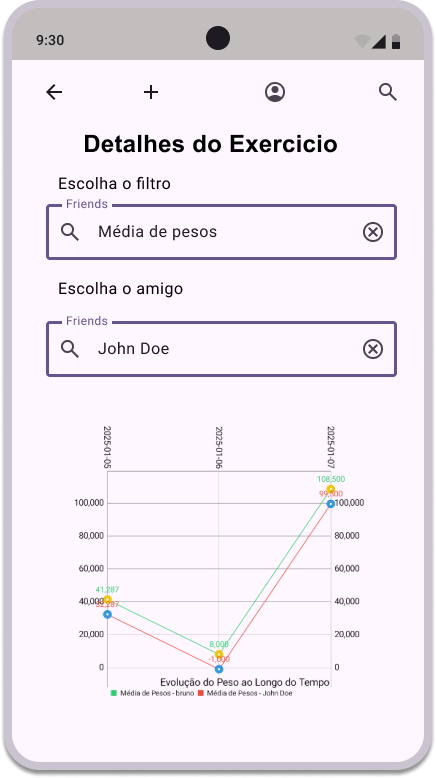 9:30
Detalhes do Exercicio
Escolha o filtro
Friends
Média de pesos
Escolha o amigo
Friends
John Doe
2025-01-05
2025-01-06
2025-01-07
108,500
99,500
100,000
100,000
80,000
80,000
60,000
60,000
41,287
40,000
40,000
32,287
20,000
20,000
8,000
-1,000
0
0
Evolução do Peso ao Longo do Tempo
Média de Pesos - bruno
Média de Pesos - John Doe